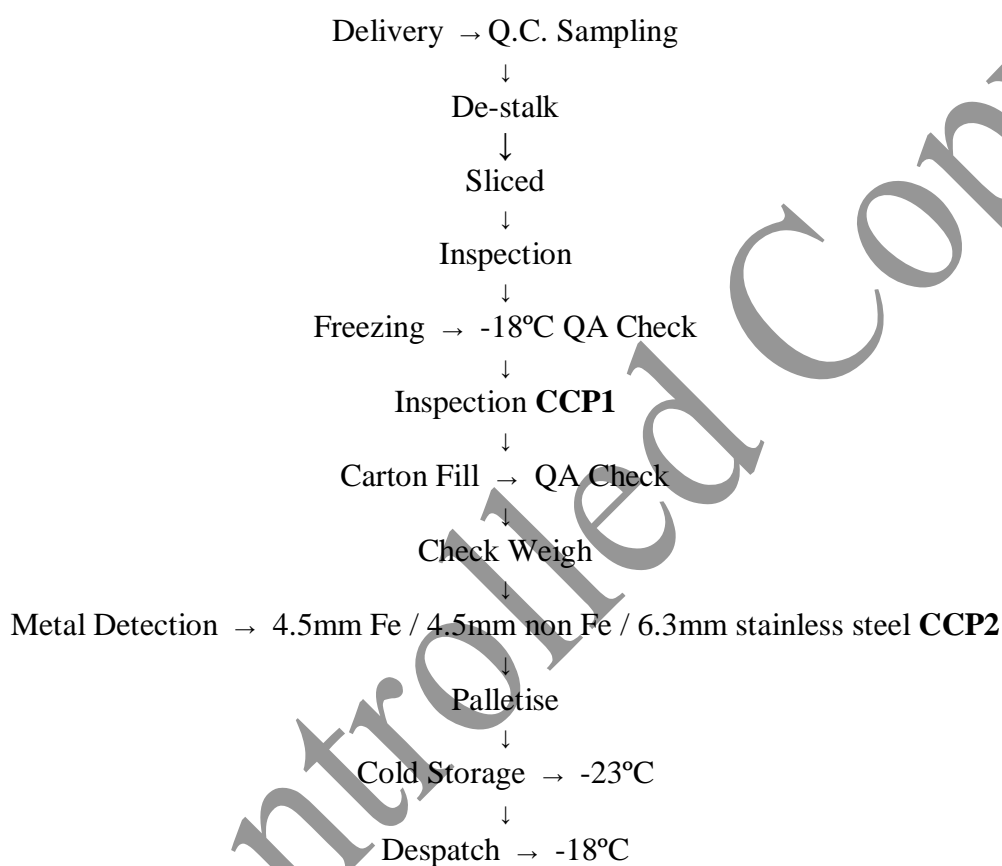 Delivery → Q.C. Sampling
↓
De-stalk
↓
Sliced
↓
Inspection
↓
Freezing → -18ºC QA Check
↓
Inspection CCP1
↓
Carton Fill → QA Check
↓
Check Weigh
↓
Metal Detection → 4.5mm Fe / 4.5mm non Fe / 6.3mm stainless steel CCP2
↓
Palletise
↓
Cold Storage → -23ºC
↓
Despatch → -18ºC